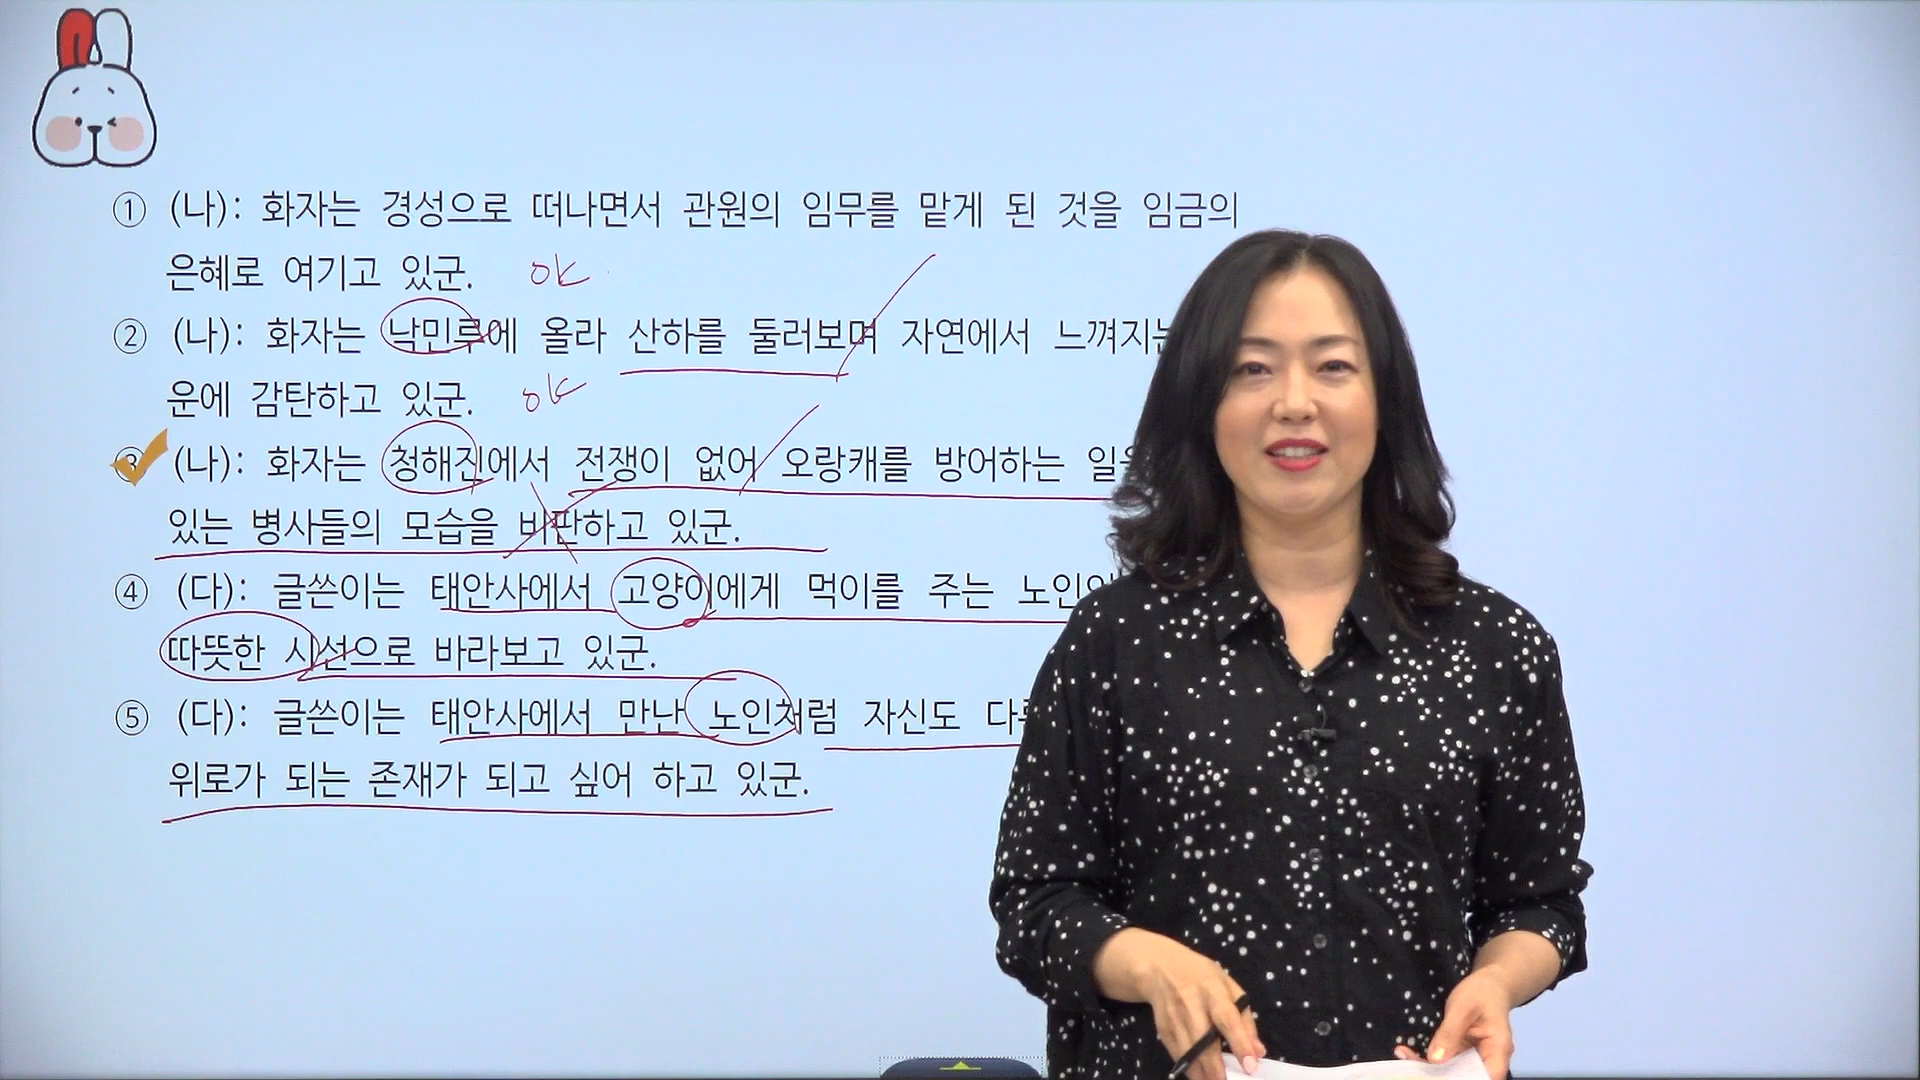 ① (나): 화자는 경성으로 떠나면서 관원의 임무를 맡게 된 것을 임금의
은혜로 여기고 있군. ok
② (나): 화자는 낙민루에 올라 산하를 둘러보며 자연에서 느껴지는
운에 감탄하고 있군. ok
③ (나): 화자는 청해진에서 전쟁이 없어 오랑캐를 방어하는
있는 병사들의 모습을 비판하고 있군.
④ (다): 글쓴이는 태안사에서 고양이에게 먹이를 주는
따뜻한 시선으로 바라보고 있군.
⑤ (다): 글쓴이는 태안사에서 만난 노인처럼 자신도
위로가 되는 존재가 되고 싶어 하고 있군.